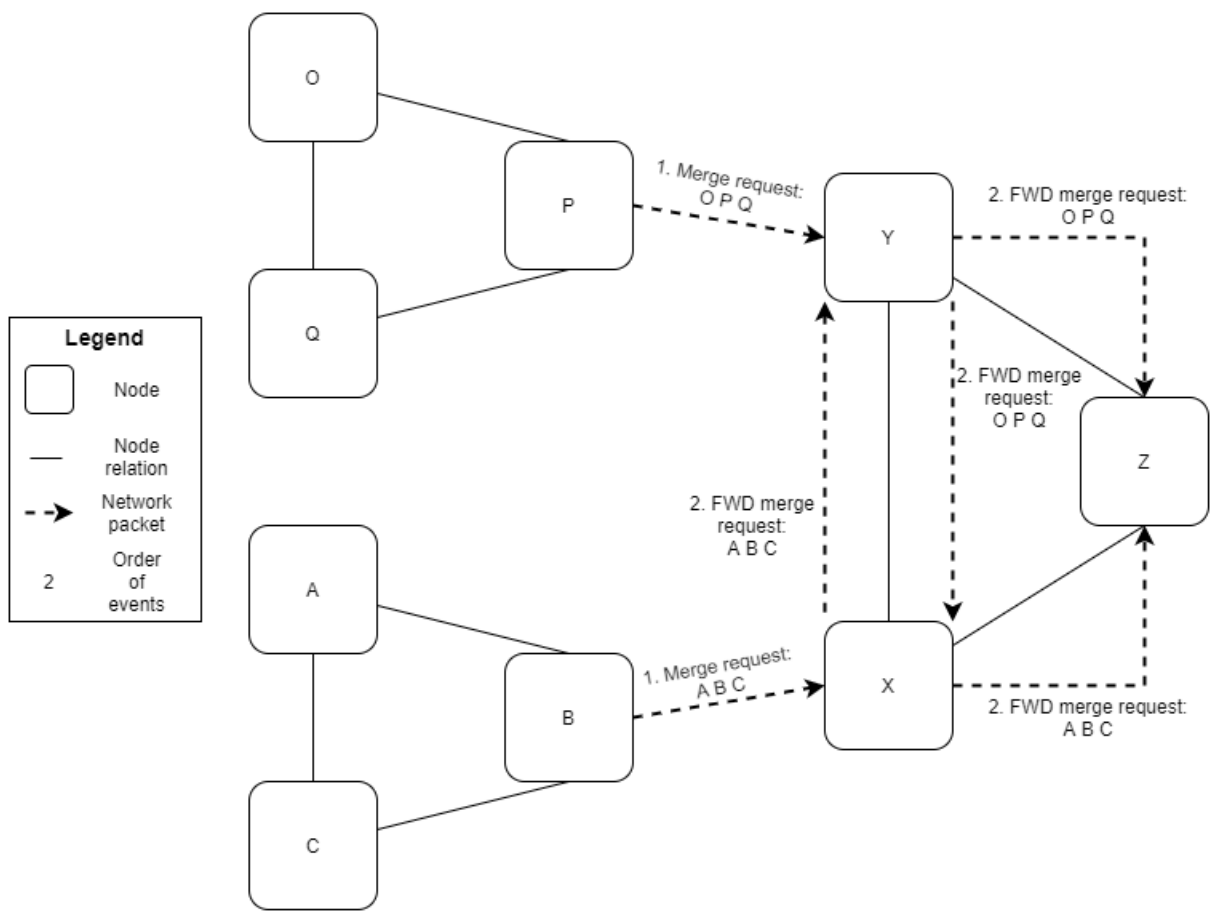 O
P
1. Merge request:
O P Q
Y
2. FWD merge request:
O P Q
Q
Legend
Node
Node
relation
Network
packet
2
Order
of
events
2. FWD merge
request:
O P Q
Z
2. FWD merge
request:
A B C
A
B
1. Merge request:
A B C
X
2. FWD merge request:
A B C
C